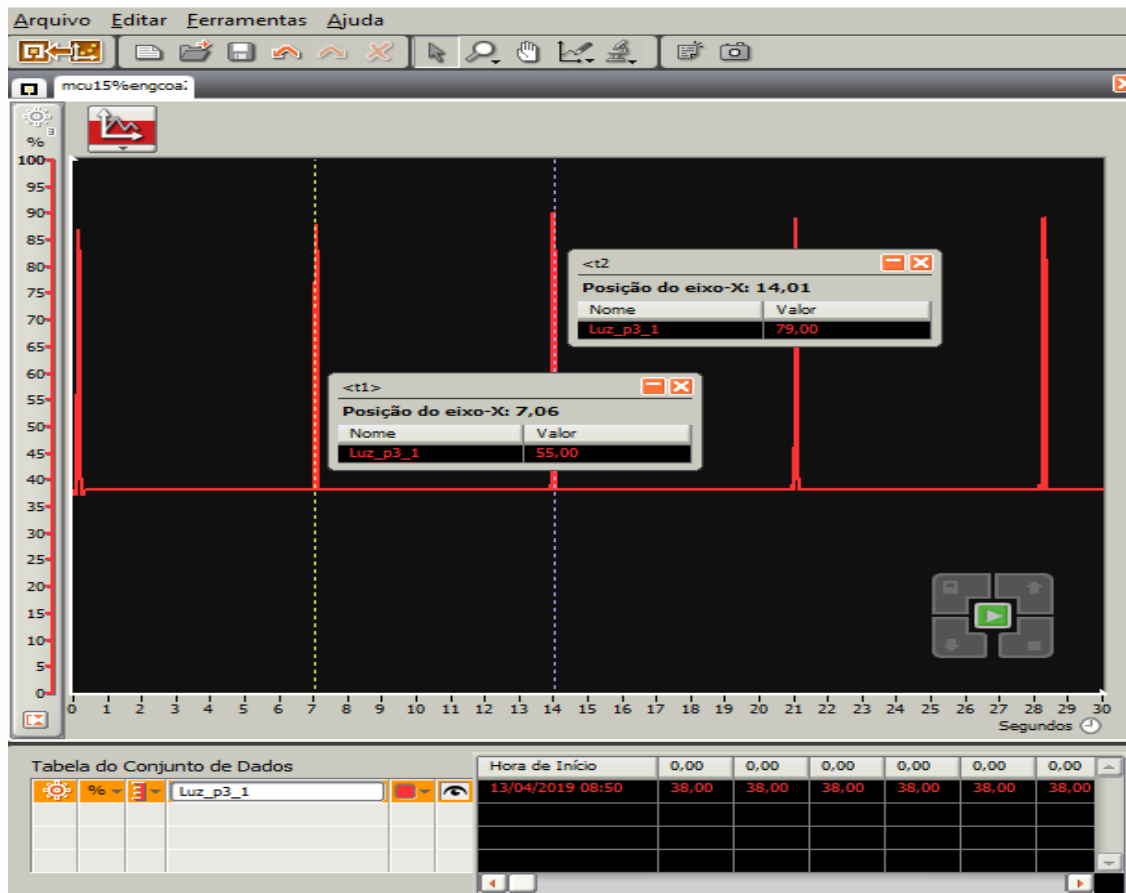 Arquivo Editar Ferramentas Ajuda
mcu15%engcoa
3
%
100
95
90
85
80
75
70
65
60
55
50
45
40
35
30
25
20
15
10
5
0
<t2
Posição do eixo-X: 14,01
Nome Valor
Luz_p3_1 79,00
<t1>
Posição do eixo-X: 7,06
Nome Valor
Luz_p3_1 55,00
0 1 2 3 4 5 6 7 8 9 10 11 12 13 14 15 16 17 18 19 20 21 22 23 24 25 26 27 28 29 30
Segundos
Tabela do Conjunto de Dados
Hora de Início 0,00 0,00 0,00 0,00 0,00 0,00
% Luz_p3_1 13/04/2019 08:50 38,00 38,00 38,00 38,00 38,00 38,00